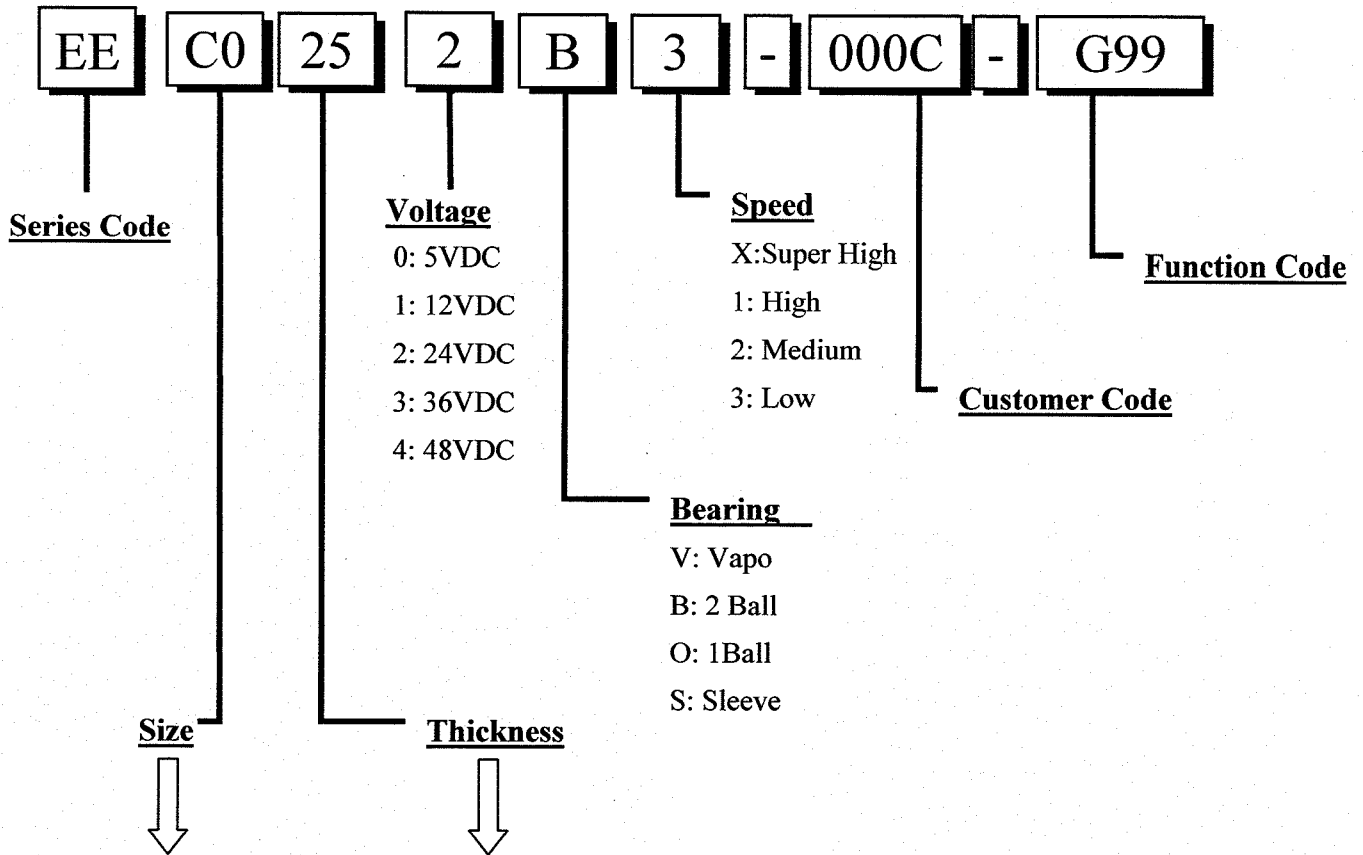 EE C0 25 2 B 3 - 000C - G99
Series Code
Voltage
0: 5VDC
1: 12VDC
2: 24VDC
3: 36VDC
4: 48VDC
Speed
X:Super High
1: High
2: Medium
3: Low
Function Code
Customer Code
Bearing
V: Vapo
B: 2 Ball
O: 1Ball
S: Sleeve
Size
Thickness